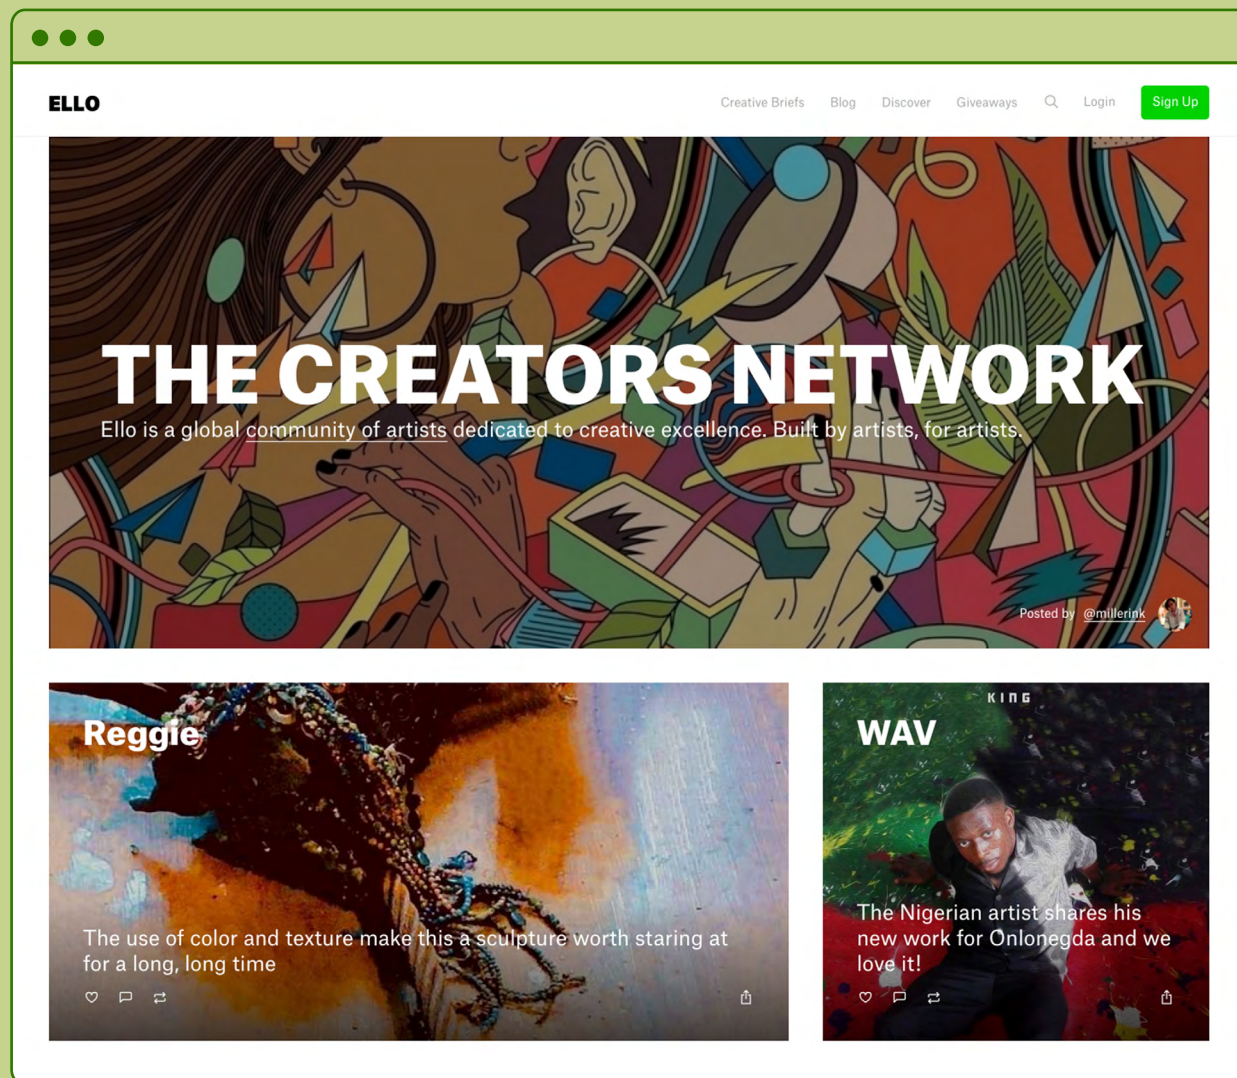 ELLO
Creative Briefs Blog Discover Giveaways Login Sign Up
THE CREATORS NETWORK
Ello is a global community of artists dedicated to creative excellence. Built by artists, for artists.
Posted by @millerink
Reggie
The use of color and texture make this a sculpture worth staring at
for a long, long time
KING
WAV
The Nigerian artist shares his
new work for Onlonegda and we
love it!